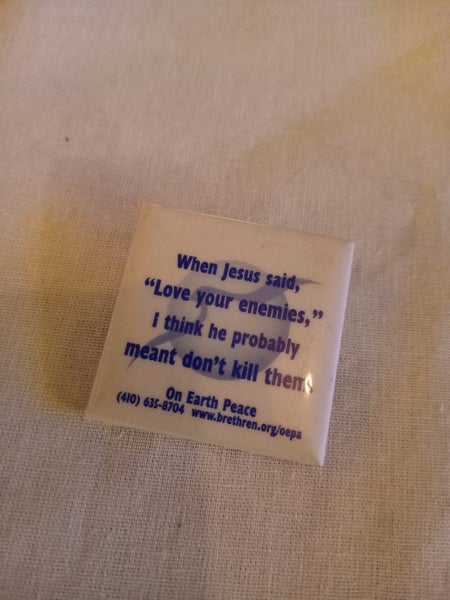 When Jesus said,
“Love your enemies,”
I think he probably
meant don’t kill them.
On Earth Peace
(410) 635-8704 www.brethren.org/oepa